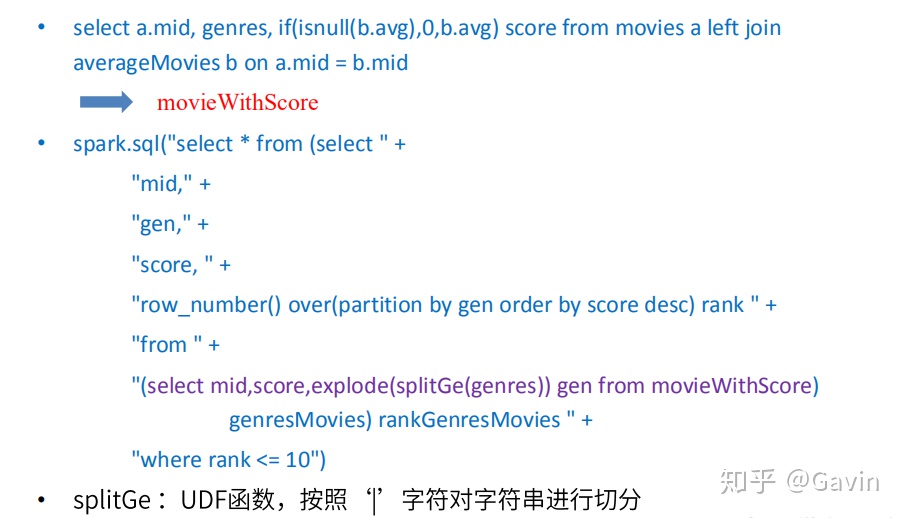 • select a.mid, genres, if(isnull(b.avg),0,b.avg) score from movies a left join
averageMovies b on a.mid = b.mid
movieWithScore
• spark.sql("select * from (select " +
"mid," +
"gen," +
"score, " +
"row_number() over(partition by gen order by score desc) rank " +
"from " +
"(select mid,score,explode(splitGe(genres)) gen from movieWithScore)
genresMovies) rankGenresMovies " +
"where rank <= 10")
• splitGe： UDF函数，按照‘|’字符对字符串进行切分
知乎 @Gavin